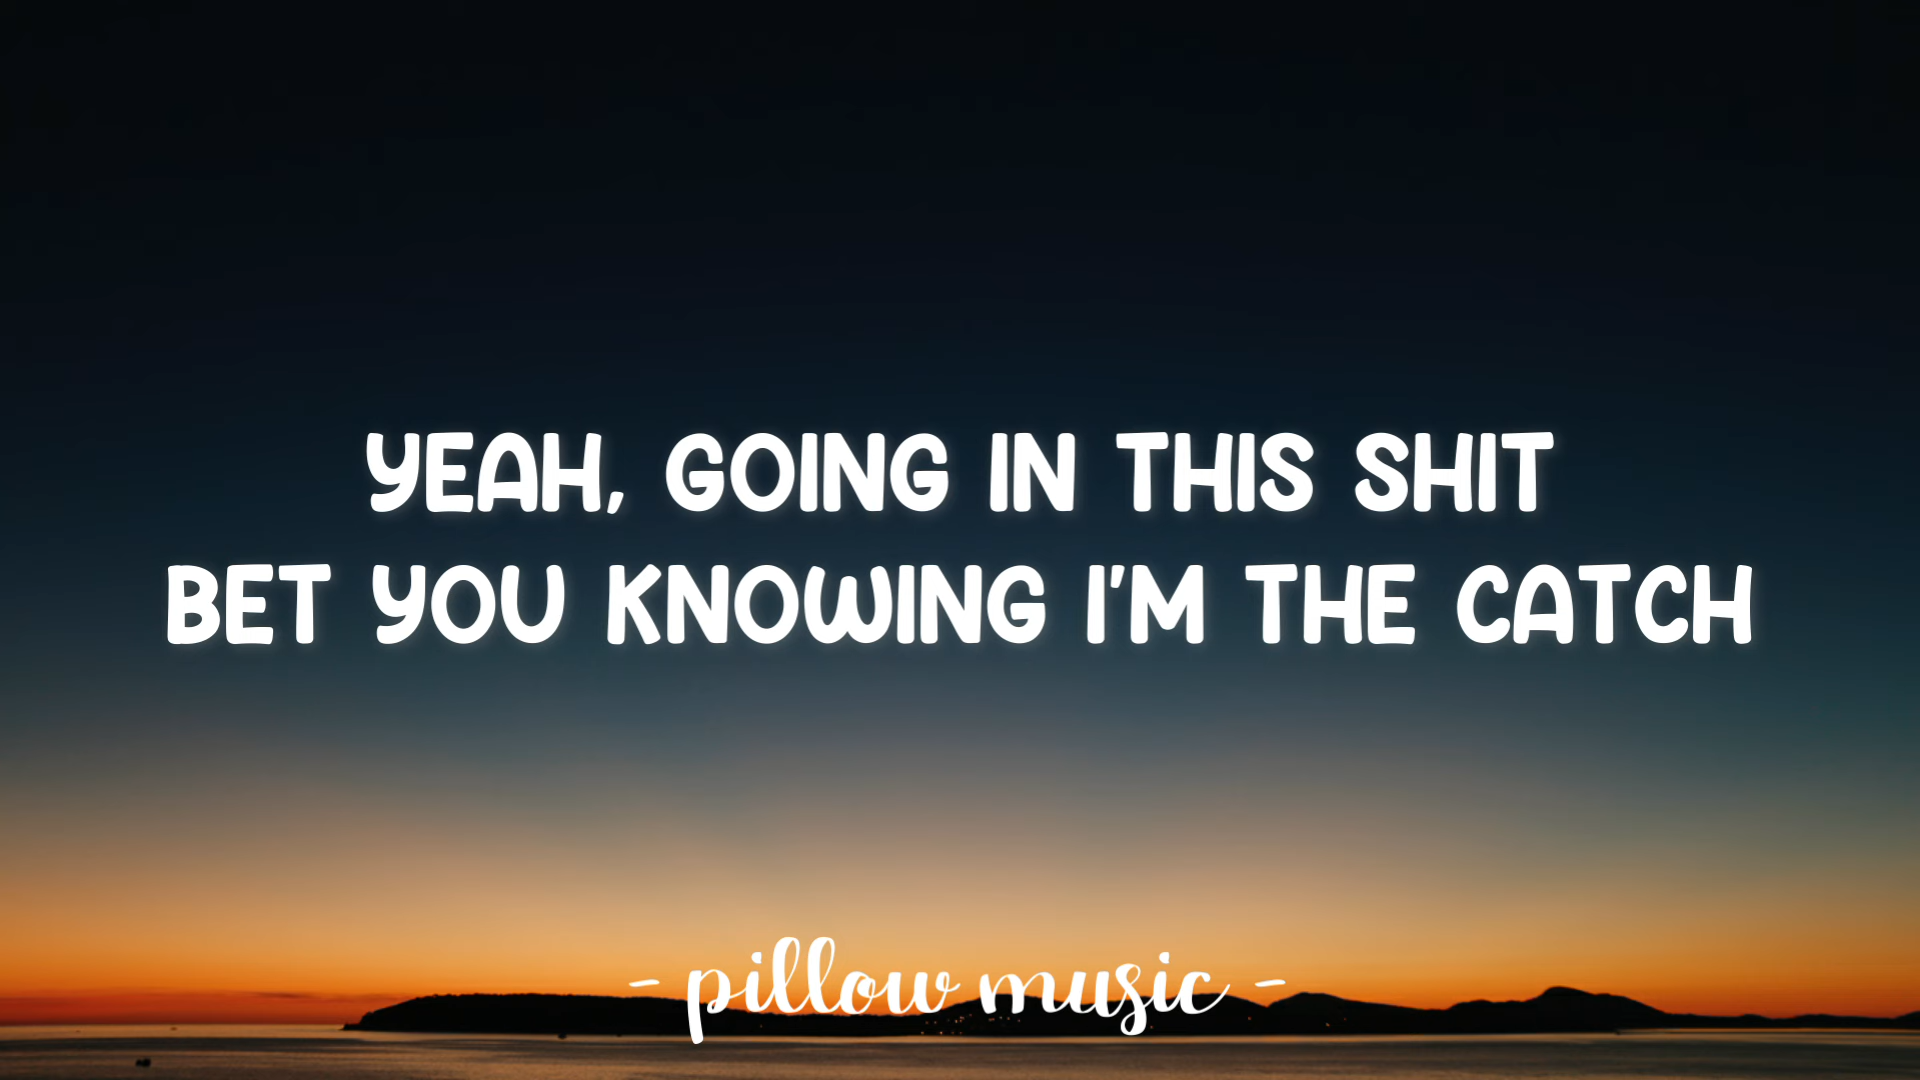 YEAH, GOING IN THIS SHIT
BET YOU KNOWING I'M THE CATCH
- pillow music -